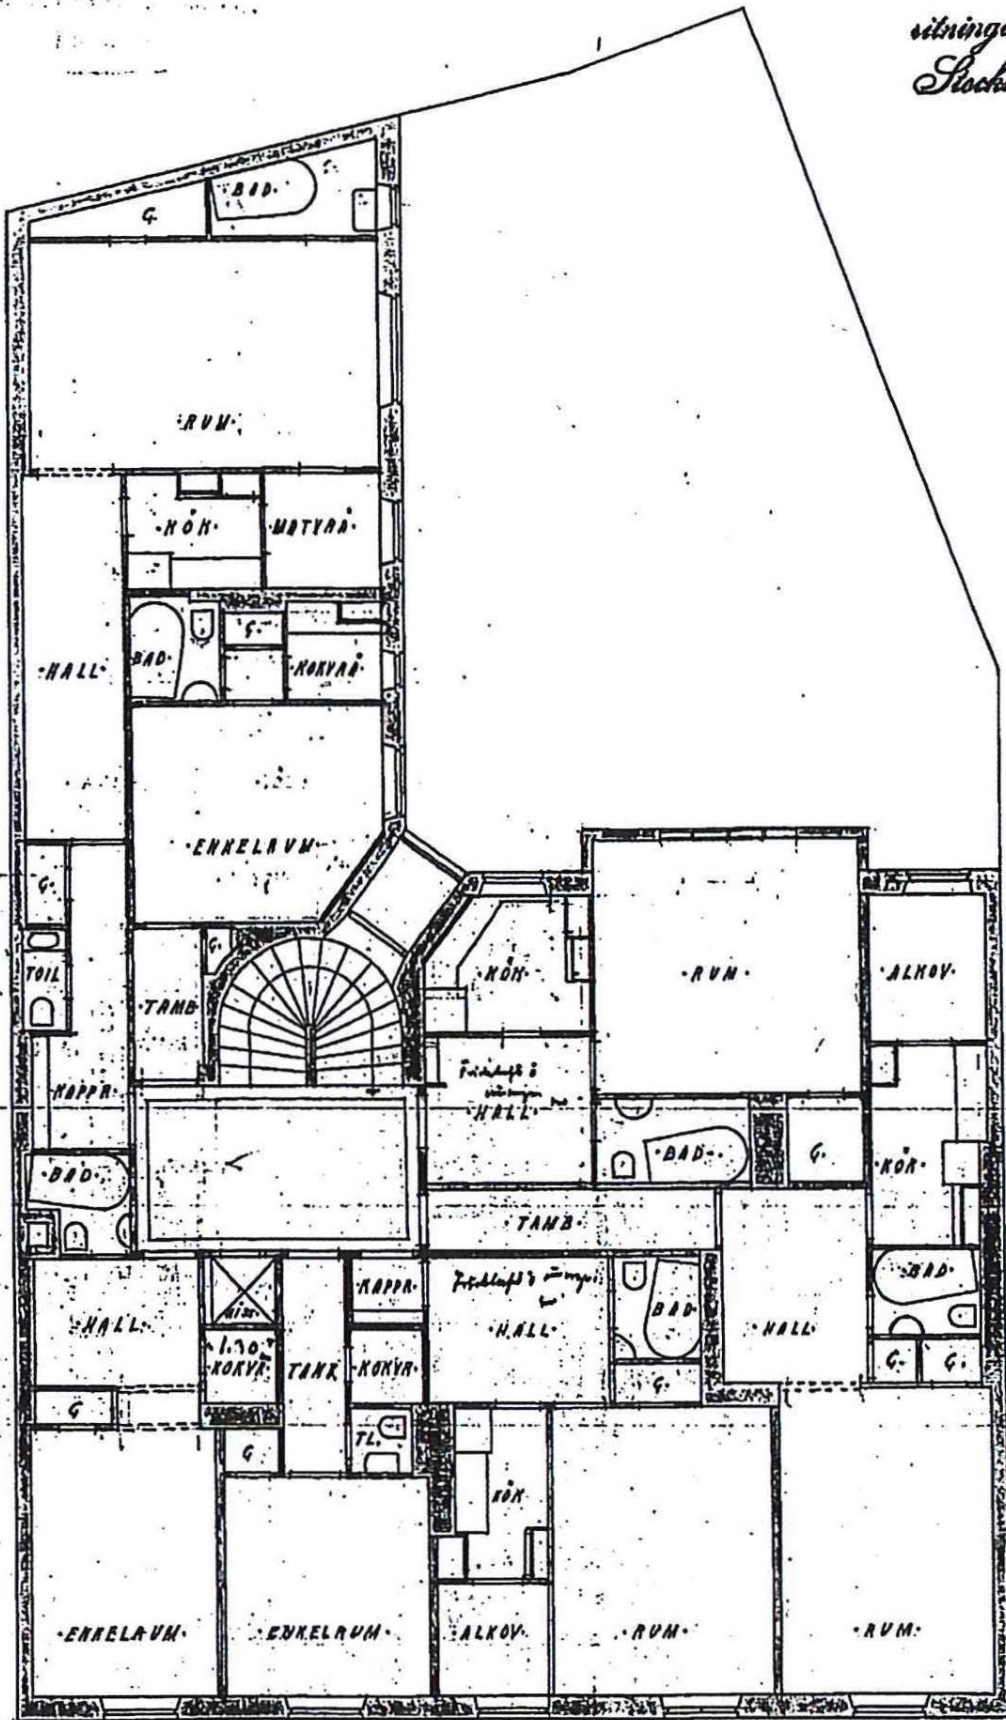 Stock
·BAD·
G.
·RUM·
·KÖK·
·MATVRÅ·
·HALL·
·BAD·
G.
·KOKVRÅ·
·ENKELRUM·
G.
TOIL
·TAMB·
G.
·KÖK·
·RUM·
·ALKOV·
·KAPPR·
·HALL·
·BAD·
·BAD·
G.
·KÖK·
·TAMB·
·HALL·
HISS
1.30
KOKVR
TAMB
·KAPPR·
·KOKVR·
·HALL·
BAD
G.
·HALL·
·BAD·
G.
G.
G
G
TL.
KÖK
·ENKELRUM·
·ENKELRUM·
·ALKOV·
·RUM·
·RUM·